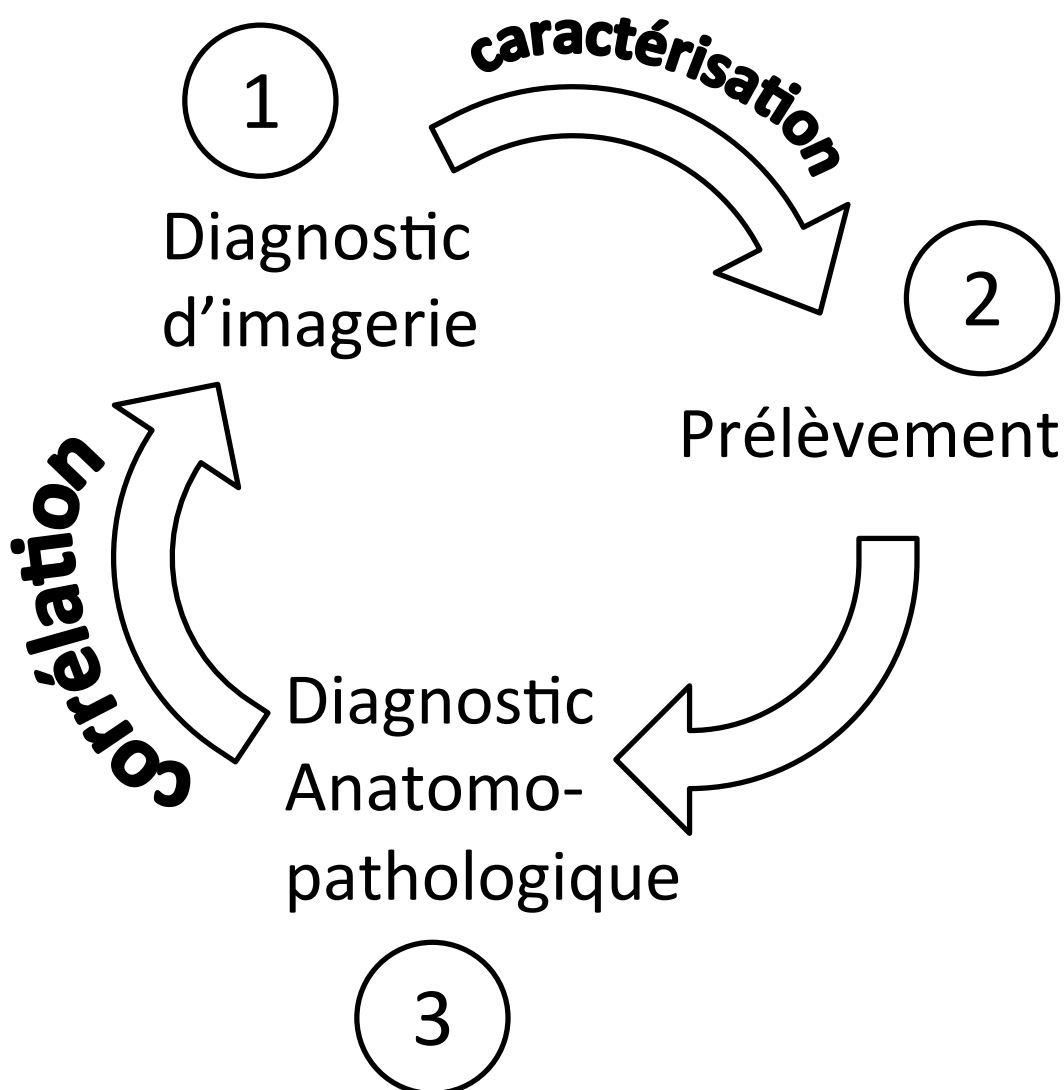 1
caractérisation
Diagnostic
d’imagerie
2
Prélèvement
corrélation
Diagnostic
Anatomo-
pathologique
3